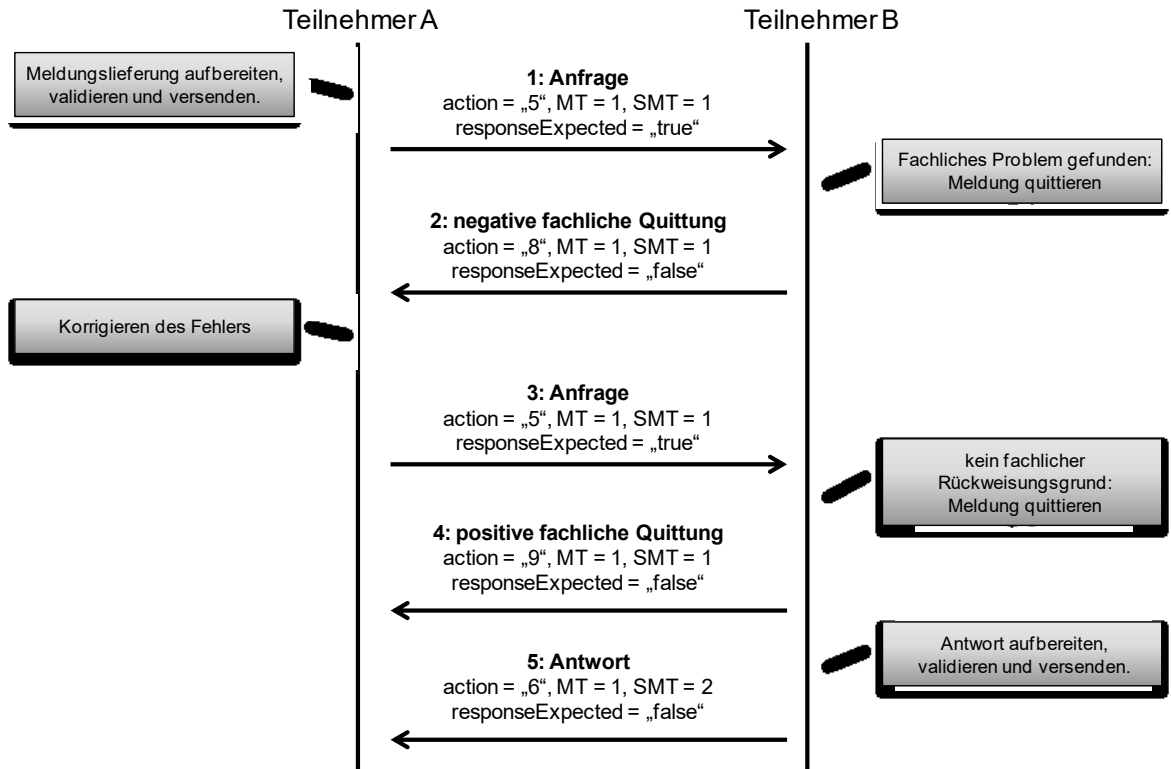 Teilnehmer A
Teilnehmer B
Meldungslieferung aufbereiten,
validieren und versenden.
1: Anfrage
action = „5“, MT = 1, SMT = 1
responseExpected = „true“
Fachliches Problem gefunden:
Meldung quittieren
2: negative fachliche Quittung
action = „8“, MT = 1, SMT = 1
responseExpected = „false“
Korrigieren des Fehlers
3: Anfrage
action = „5“, MT = 1, SMT = 1
responseExpected = „true“
kein fachlicher
Rückweisungsgrund:
Meldung quittieren
4: positive fachliche Quittung
action = „9“, MT = 1, SMT = 1
responseExpected = „false“
Antwort aufbereiten,
validieren und versenden.
5: Antwort
action = „6“, MT = 1, SMT = 2
responseExpected = „false“